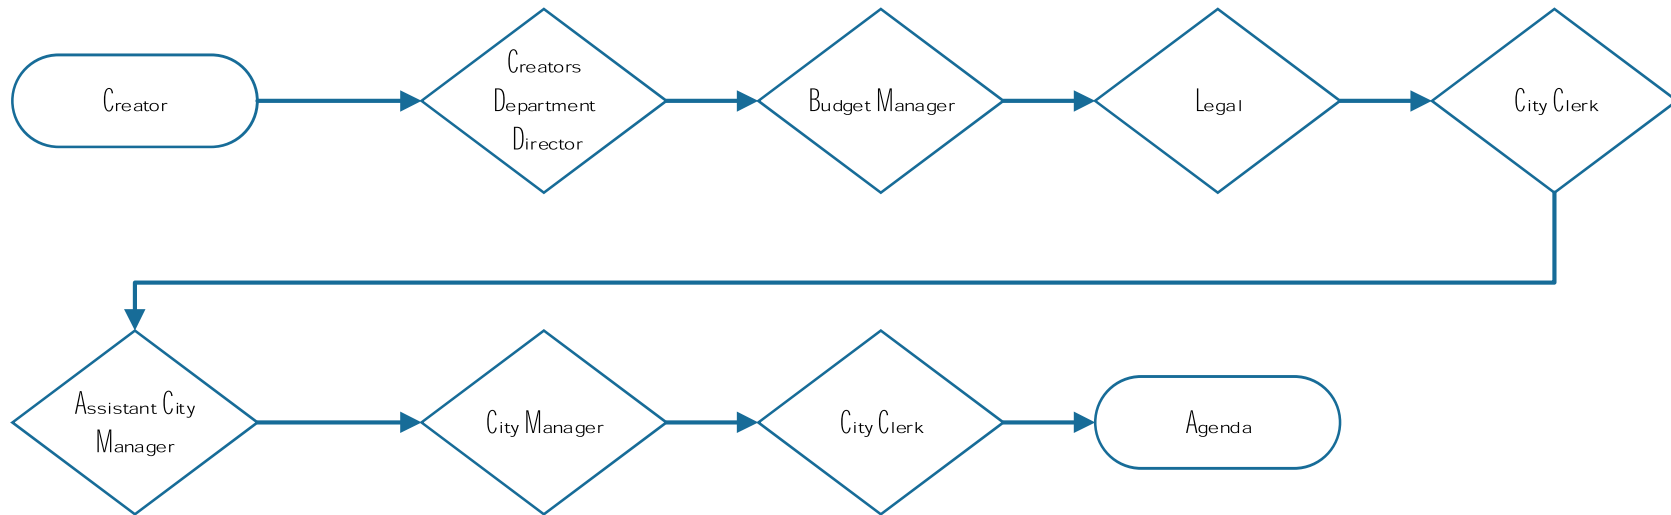 Creator
Creators
Department
Director
Budget Manager
Legal
City Clerk
Assistant City
Manager
City Manager
City Clerk
Agenda